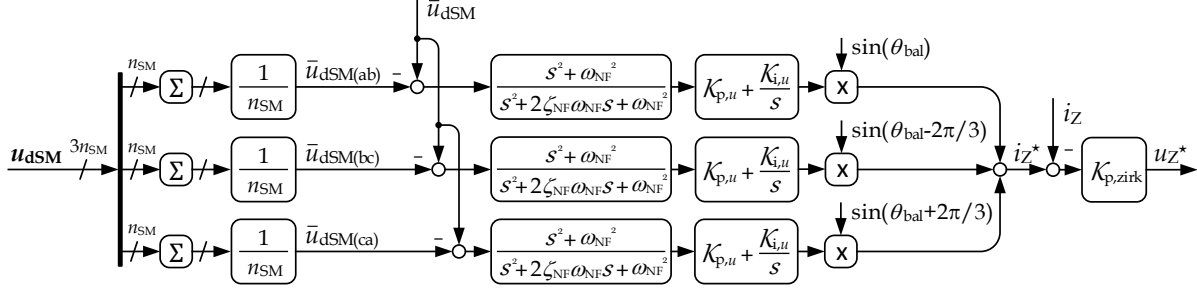 ū_dSM
n_SM Σ 1/n_SM ū_dSM(ab) – (s² + ω_NF²)/(s² + 2ζ_NF ω_NF s + ω_NF²) K_p,u + K_i,u/s x sin(θ_bal)
u_dSM 3n_SM
n_SM Σ 1/n_SM ū_dSM(bc) – (s² + ω_NF²)/(s² + 2ζ_NF ω_NF s + ω_NF²) K_p,u + K_i,u/s x sin(θ_bal-2π/3)
i_Z* i_Z – K_p,zirk u_Z*
n_SM Σ 1/n_SM ū_dSM(ca) – (s² + ω_NF²)/(s² + 2ζ_NF ω_NF s + ω_NF²) K_p,u + K_i,u/s x sin(θ_bal+2π/3)